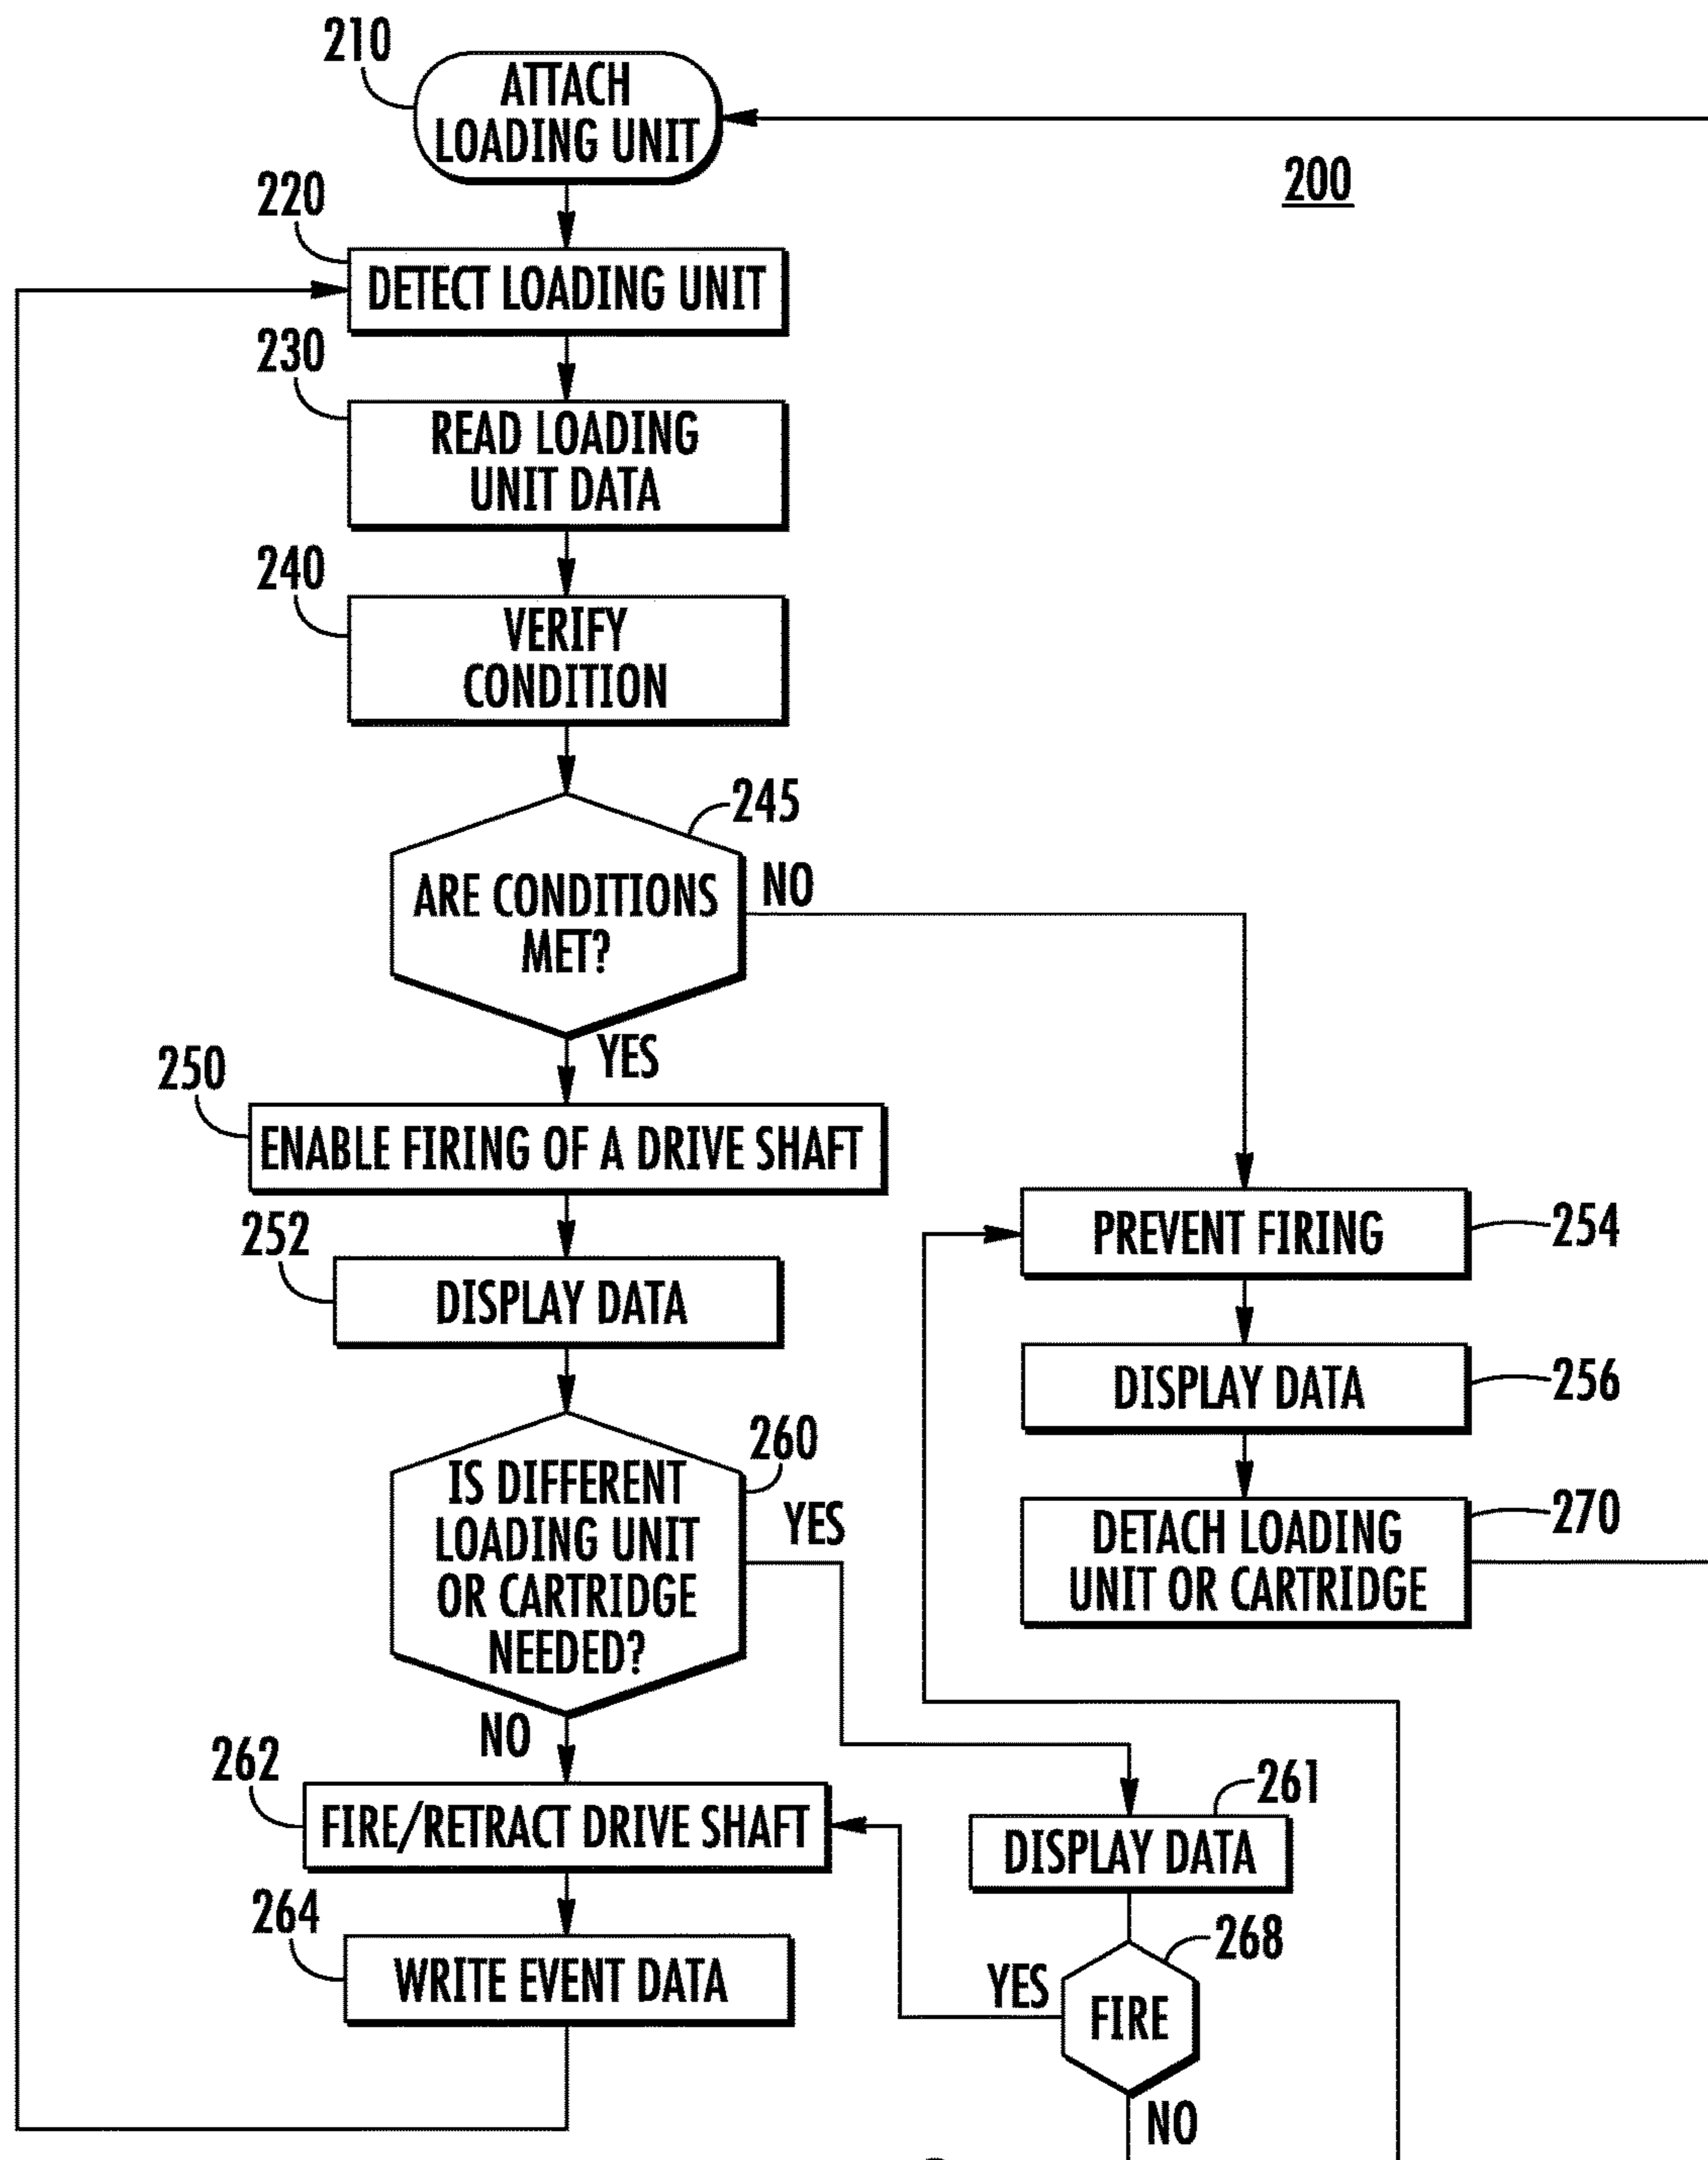 210
ATTACH
LOADING UNIT
200
220
DETECT LOADING UNIT
230
READ LOADING
UNIT DATA
240
VERIFY
CONDITION
245
ARE CONDITIONS
MET?
NO
YES
250
ENABLE FIRING OF A DRIVE SHAFT
252
DISPLAY DATA
PREVENT FIRING
254
DISPLAY DATA
256
260
IS DIFFERENT
LOADING UNIT
OR CARTRIDGE
NEEDED?
YES
DETACH LOADING
UNIT OR CARTRIDGE
270
NO
262
FIRE/RETRACT DRIVE SHAFT
261
DISPLAY DATA
264
WRITE EVENT DATA
268
YES
FIRE
NO